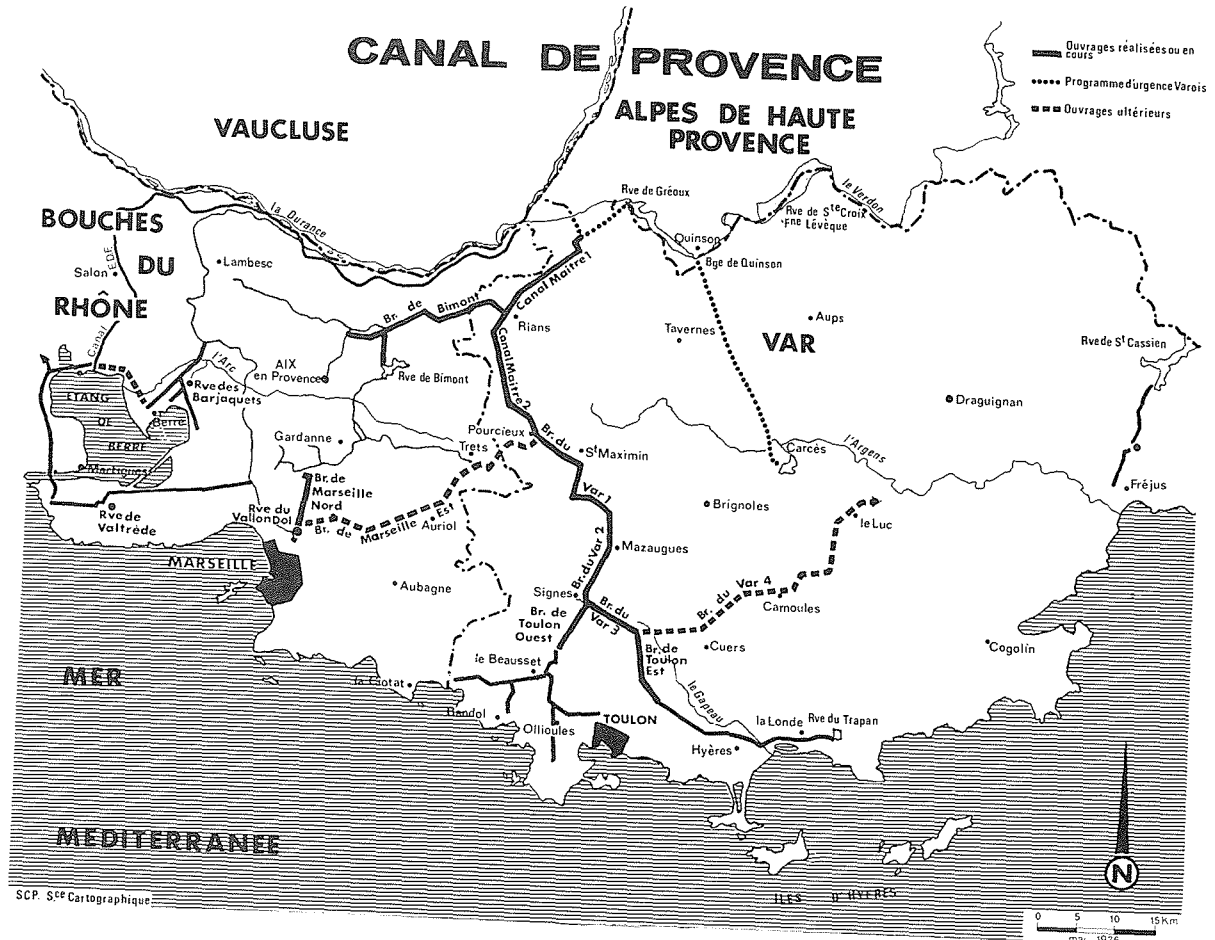 CANAL DE PROVENCE
Ouvrages réalisées ou en
cours
Programme d'urgence Varois
Ouvrages ultérieurs
VAUCLUSE
ALPES DE HAUTE
PROVENCE
BOUCHES
DU
RHÔNE
VAR
la Durance
le Verdon
Rve de Gréoux
Rve de Ste Croix
Fne Lévèque
Quinson
Bge de Quinson
Salon
E.D.F.
Canal
Lambesc
Br. de Bimont
Canal Maitre 1
Rians
Canal Maitre 2
Tavernes
Aups
Rve de St Cassien
l'Arc
AIX
en Provence
Rve de Bimont
Rve des
Barjaquets
ETANG
DE
BERRE
Berre
Martigues
Draguignan
Gardanne
Pourcieux
Trets
Br. du
Var 1
St Maximin
Carcès
l'Argens
Fréjus
Br. de
Marseille
Nord
Rve du
Vallon Dol
Rve de
Valtrède
Br. de Marseille Est
Auriol
Brignoles
le Luc
MARSEILLE
Aubagne
Br. du Var 2
Mazaugues
Signes
Br. du
Var 3
Br. du Var 4
Carnoules
Br. de
Toulon
Ouest
Br. de
Toulon
Est
Cuers
Cogolin
le Beausset
la Ciotat
Bandol
Ollioules
TOULON
le Gapeau
la Londe
Rve du Trapan
Hyères
MER
MEDITERRANEE
ILES D'HYERES
N
SCP. Sce Cartographique
0 5 10 15 Km
mai 1976